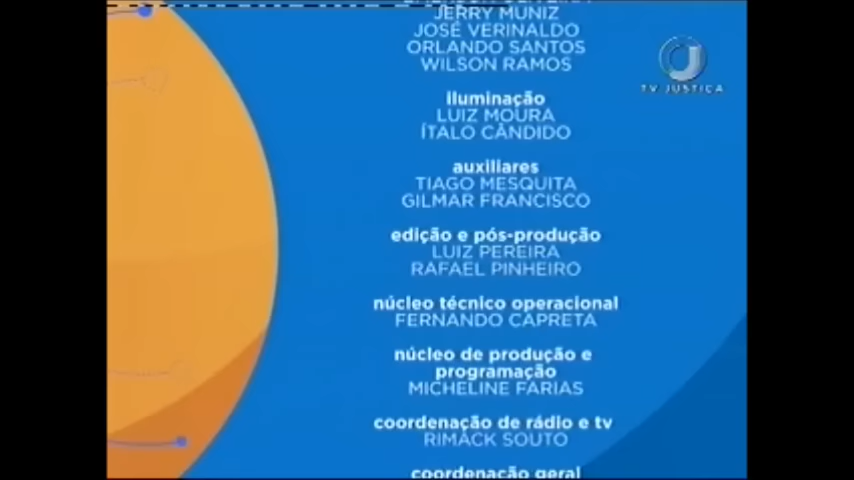 JERRY MUNIZ
JOSÉ VERINALDO
ORLANDO SANTOS
WILSON RAMOS
TV JUSTIÇA
iluminação
LUIZ MOURA
ÍTALO CÂNDIDO
auxiliares
TIAGO MESQUITA
GILMAR FRANCISCO
edição e pós-produção
LUIZ PEREIRA
RAFAEL PINHEIRO
núcleo técnico operacional
FERNANDO CAPRETA
núcleo de produção e
programação
MICHELINE FARIAS
coordenação de rádio e tv
RIMACK SOUTO
coordenação geral